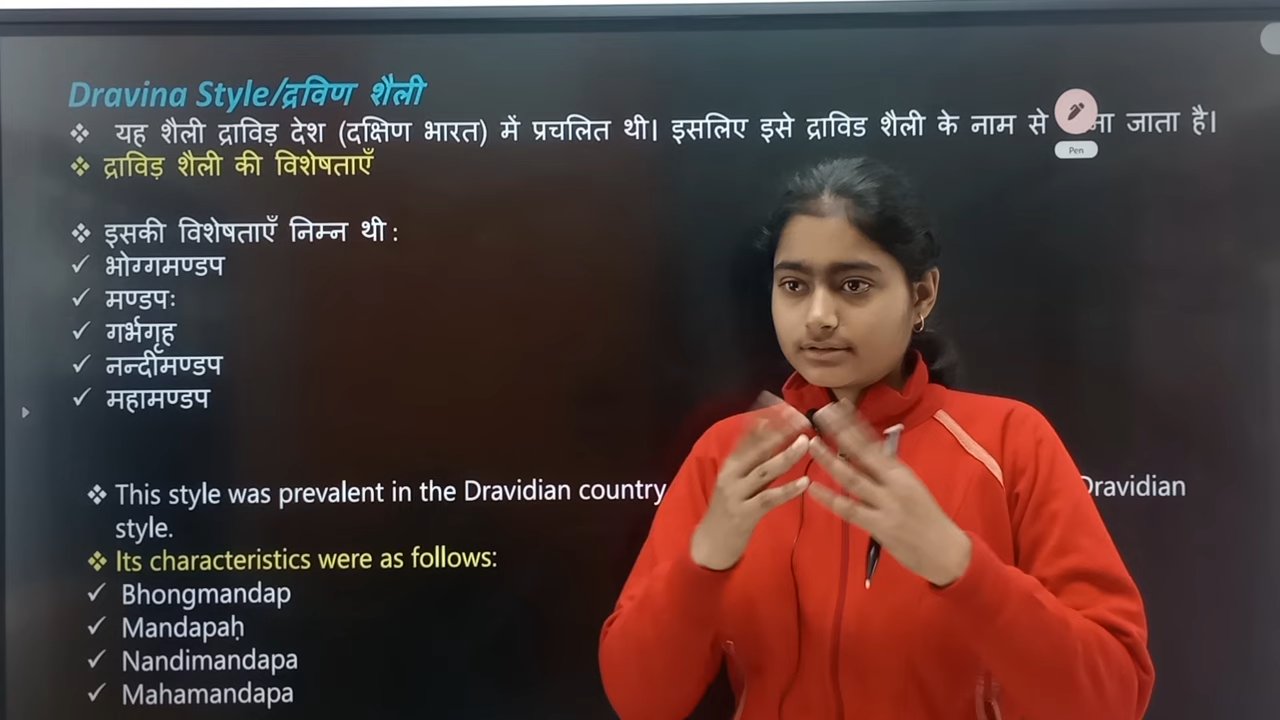 Dravina Style/द्रविण शैली
❖ यह शैली द्राविड़ देश (दक्षिण भारत) में प्रचलित थी। इसलिए इसे द्राविड शैली के नाम से जाता है।
Pen
❖ द्राविड़ शैली की विशेषताएँ
❖ इसकी विशेषताएँ निम्न थी :
✓ भोग्गमण्डप
✓ मण्डपः
✓ गर्भगृह
✓ नन्दीमण्डप
✓ महामण्डप
❖ This style was prevalent in the Dravidian country Dravidian
style.
❖ Its characteristics were as follows:
✓ Bhongmandap
✓ Mandapaḥ
✓ Nandimandapa
✓ Mahamandapa